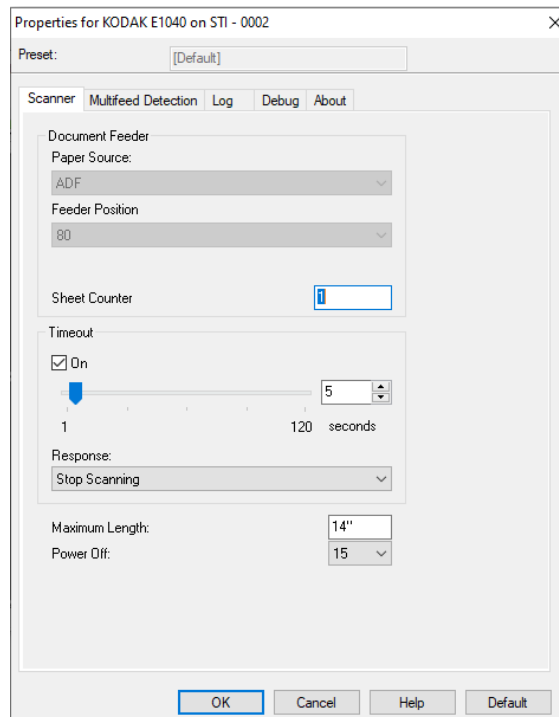 Properties for KODAK E1040 on STI - 0002
Preset: [Default]
Scanner Multifeed Detection Log Debug About
Document Feeder
Paper Source:
ADF
Feeder Position
80
Sheet Counter 1
Timeout
On
5
1 120 seconds
Response:
Stop Scanning
Maximum Length: 14"
Power Off: 15
OK Cancel Help Default